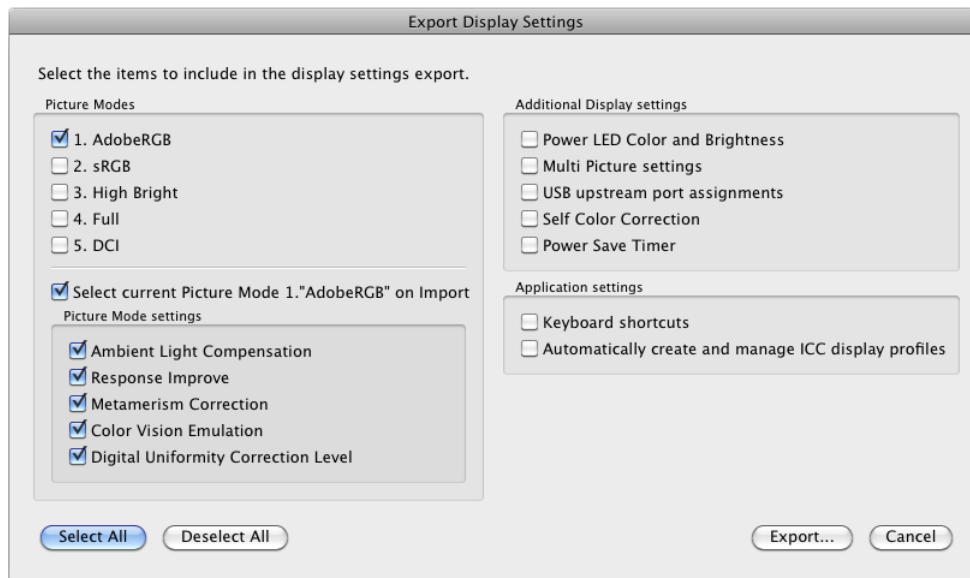 Export Display Settings
Select the items to include in the display settings export.
Picture Modes
1. AdobeRGB
2. sRGB
3. High Bright
4. Full
5. DCI
Select current Picture Mode 1."AdobeRGB" on Import
Picture Mode settings
Ambient Light Compensation
Response Improve
Metamerism Correction
Color Vision Emulation
Digital Uniformity Correction Level
Additional Display settings
Power LED Color and Brightness
Multi Picture settings
USB upstream port assignments
Self Color Correction
Power Save Timer
Application settings
Keyboard shortcuts
Automatically create and manage ICC display profiles
Select All
Deselect All
Export...
Cancel